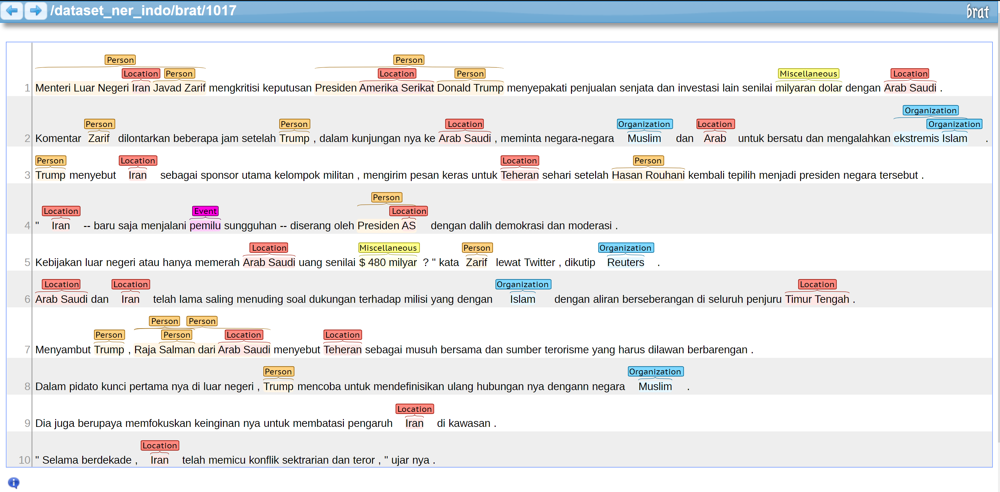 /dataset_ner_indo/brat/1017 brat
Person Person
Location Person Location Person Miscellaneous Location
1 Menteri Luar Negeri Iran Javad Zarif mengkritisi keputusan Presiden Amerika Serikat Donald Trump menyepakati penjualan senjata dan investasi lain senilai milyaran dolar dengan Arab Saudi .
Organization
Person Person Location Organization Location Organization
2 Komentar Zarif dilontarkan beberapa jam setelah Trump , dalam kunjungan nya ke Arab Saudi , meminta negara-negara Muslim dan Arab untuk bersatu dan mengalahkan ekstremis Islam .
Person Location Location Person
3 Trump menyebut Iran sebagai sponsor utama kelompok militan , mengirim pesan keras untuk Teheran sehari setelah Hasan Rouhani kembali tepilih menjadi presiden negara tersebut .
Person
Location Event Location
4 " Iran -- baru saja menjalani pemilu sungguhan -- diserang oleh Presiden AS dengan dalih demokrasi dan moderasi .
Location Miscellaneous Person Organization
5 Kebijakan luar negeri atau hanya memerah Arab Saudi uang senilai $ 480 milyar ? " kata Zarif lewat Twitter , dikutip Reuters .
Location Location Organization Location
6 Arab Saudi dan Iran telah lama saling menuding soal dukungan terhadap milisi yang dengan Islam dengan aliran berseberangan di seluruh penjuru Timur Tengah .
Person Person
Person Person Location Location
7 Menyambut Trump , Raja Salman dari Arab Saudi menyebut Teheran sebagai musuh bersama dan sumber terorisme yang harus dilawan berbarengan .
Person Organization
8 Dalam pidato kunci pertama nya di luar negeri , Trump mencoba untuk mendefinisikan ulang hubungan nya dengann negara Muslim .
Location
9 Dia juga berupaya memfokuskan keinginan nya untuk membatasi pengaruh Iran di kawasan .
Location
10 " Selama berdekade , Iran telah memicu konflik sektrarian dan teror , " ujar nya .